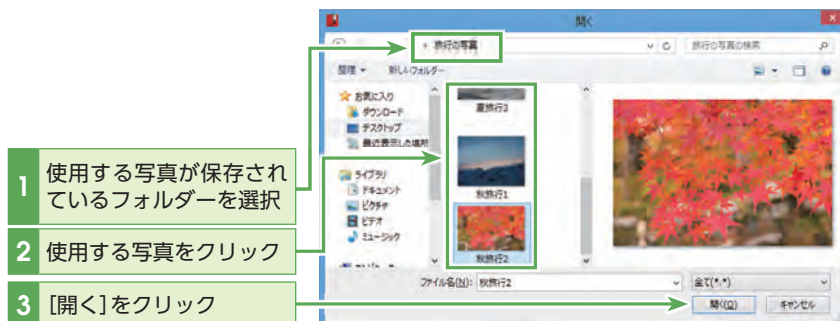 開く
旅行の写真
旅行の写真の検索
整理
新しいフォルダー
お気に入り
ダウンロード
デスクトップ
最近表示した場所
ライブラリ
ドキュメント
ピクチャ
ビデオ
ミュージック
夏旅行3
秋旅行1
秋旅行2
ファイル名(N): 秋旅行2
全て(*.*)
開く(O)
キャンセル
1 使用する写真が保存され
ているフォルダーを選択
2 使用する写真をクリック
3 [開く]をクリック